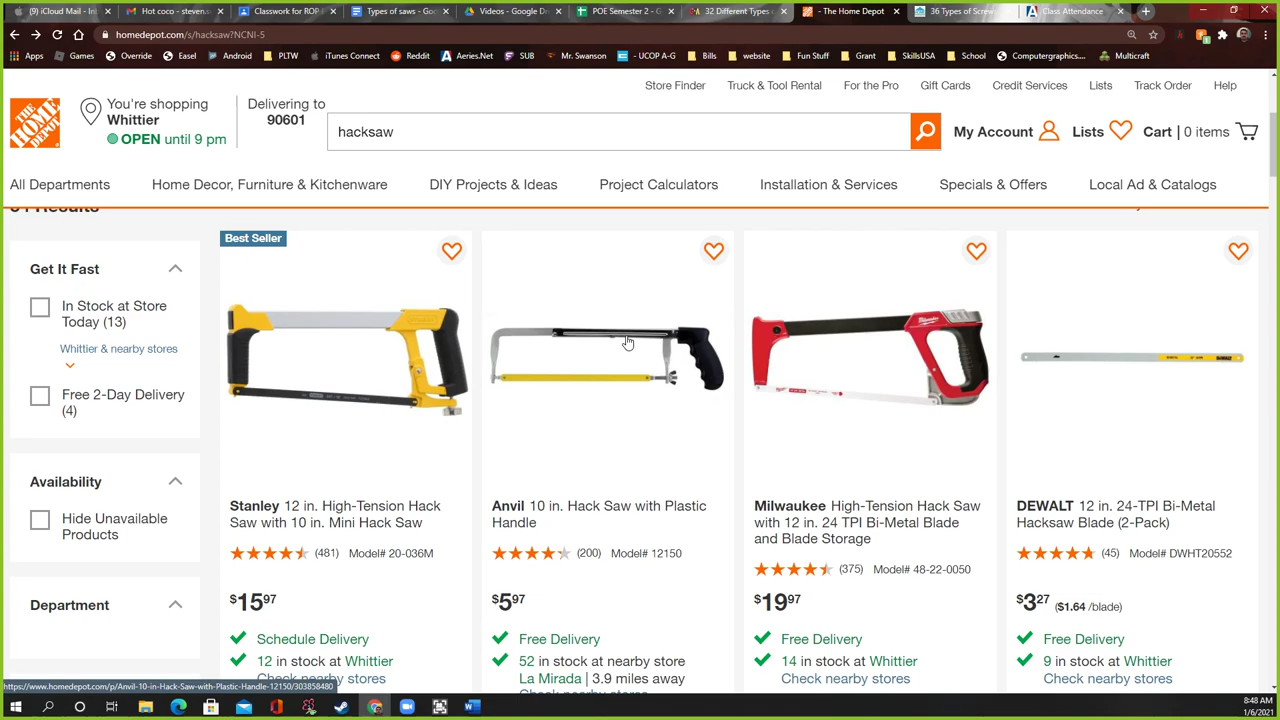 (9) iCloud Mail - In
Hot coco - steven.s
Classwork for ROP
Types of saws - Goo
Videos - Google D
POE Semester 2 - G
32 Different Types
- The Home Depot
36 Types of Screw
Class Attendance
homedepot.com/s/hacksaw?NCNI-5
Apps
Games
Override
Easel
Android
PLTW
iTunes Connect
Reddit
Aeries.Net
SUB
Mr. Swanson
- UCOP A-G
Bills
website
Fun Stuff
Grant
SkillsUSA
School
Computergraphics....
Multicraft
Store Finder
Truck & Tool Rental
For the Pro
Gift Cards
Credit Services
Lists
Track Order
Help
THE HOME DEPOT
You're shopping
Whittier
OPEN until 9 pm
Delivering to
90601
hacksaw
My Account
Lists
Cart | 0 items
All Departments
Home Decor, Furniture & Kitchenware
DIY Projects & Ideas
Project Calculators
Installation & Services
Specials & Offers
Local Ad & Catalogs
Results
Get It Fast
In Stock at Store
Today (13)
Whittier & nearby stores
Free 2-Day Delivery
(4)
Availability
Hide Unavailable
Products
Department
Best Seller
Stanley 12 in. High-Tension Hack
Saw with 10 in. Mini Hack Saw
(481) Model# 20-036M
$1597
Schedule Delivery
12 in stock at Whittier
Check nearby stores
Anvil 10 in. Hack Saw with Plastic
Handle
(200) Model# 12150
$597
Free Delivery
52 in stock at nearby store
La Mirada | 3.9 miles away
Check nearby stores
Milwaukee High-Tension Hack Saw
with 12 in. 24 TPI Bi-Metal Blade
and Blade Storage
(375) Model# 48-22-0050
$1997
Free Delivery
14 in stock at Whittier
Check nearby stores
DEWALT 12 in. 24-TPI Bi-Metal
Hacksaw Blade (2-Pack)
(45) Model# DWHT20552
$327 ($1.64 /blade)
Free Delivery
9 in stock at Whittier
Check nearby stores
https://www.homedepot.com/p/Anvil-10-in-Hack-Saw-with-Plastic-Handle-12150/303858480
8:48 AM
1/6/2021